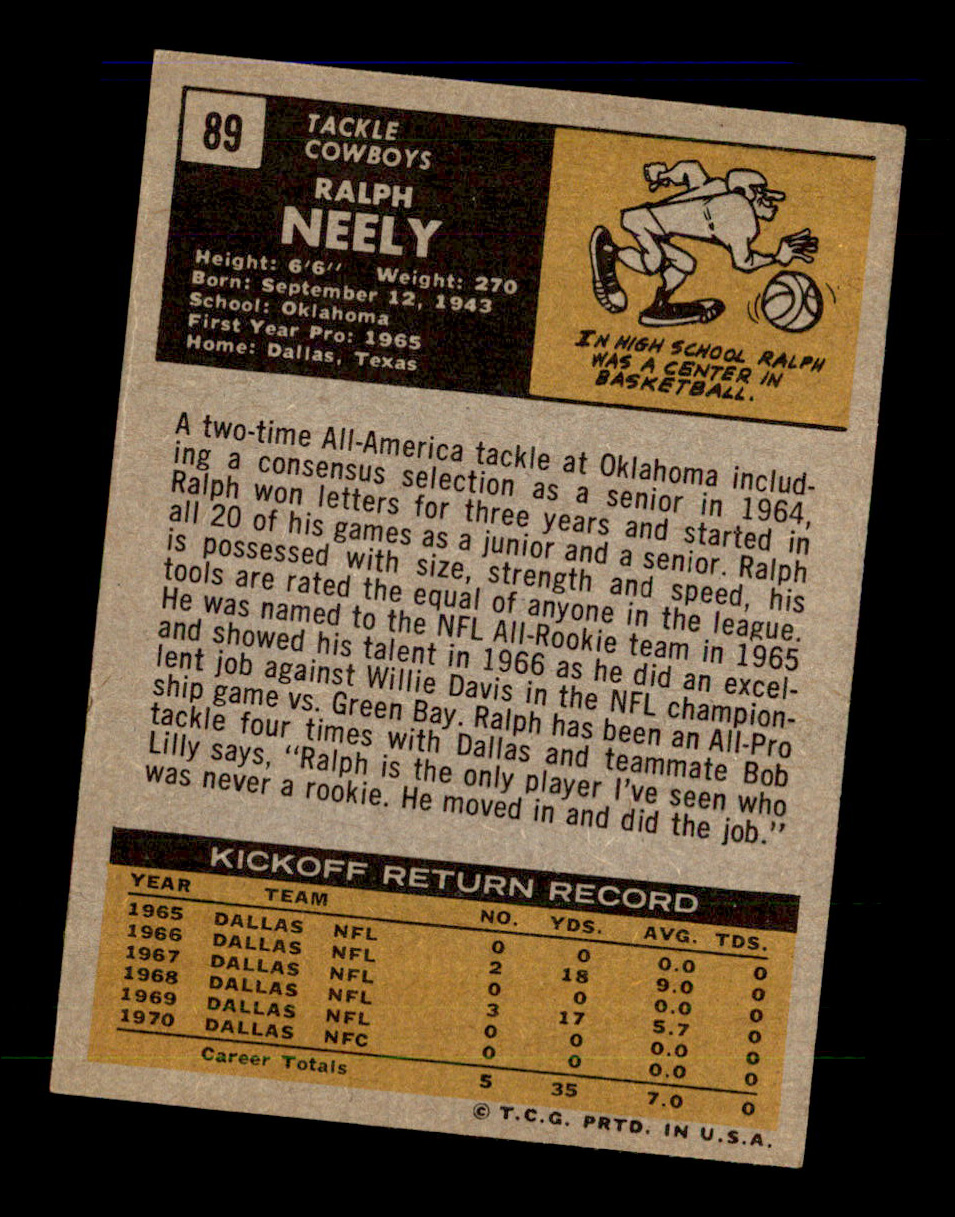 89
TACKLE
COWBOYS
RALPH
NEELY
Height: 6'6" Weight: 270
Born: September 12, 1943
School: Oklahoma
First Year Pro: 1965
Home: Dallas, Texas
IN HIGH SCHOOL RALPH
WAS A CENTER IN
BASKETBALL.
A two-time All-America tackle at Oklahoma includ-
ing a consensus selection as a senior in 1964,
Ralph won letters for three years and started in
all 20 of his games as a junior and a senior. Ralph
is possessed with size, strength and speed, his
tools are rated the equal of anyone in the league.
He was named to the NFL All-Rookie team in 1965
and showed his talent in 1966 as he did an excel-
lent job against Willie Davis in the NFL champion-
ship game vs. Green Bay. Ralph has been an All-Pro
tackle four times with Dallas and teammate Bob
Lilly says, "Ralph is the only player I've seen who
was never a rookie. He moved in and did the job."
KICKOFF RETURN RECORD
YEAR TEAM NO. YDS. AVG. TDS.
1965 DALLAS NFL 0 0 0.0 0
1966 DALLAS NFL 2 18 9.0 0
1967 DALLAS NFL 0 0 0.0 0
1968 DALLAS NFL 3 17 5.7 0
1969 DALLAS NFL 0 0 0.0 0
1970 DALLAS NFC 0 0 0.0 0
Career Totals 5 35 7.0 0
© T.C.G. PRTD. IN U.S.A.